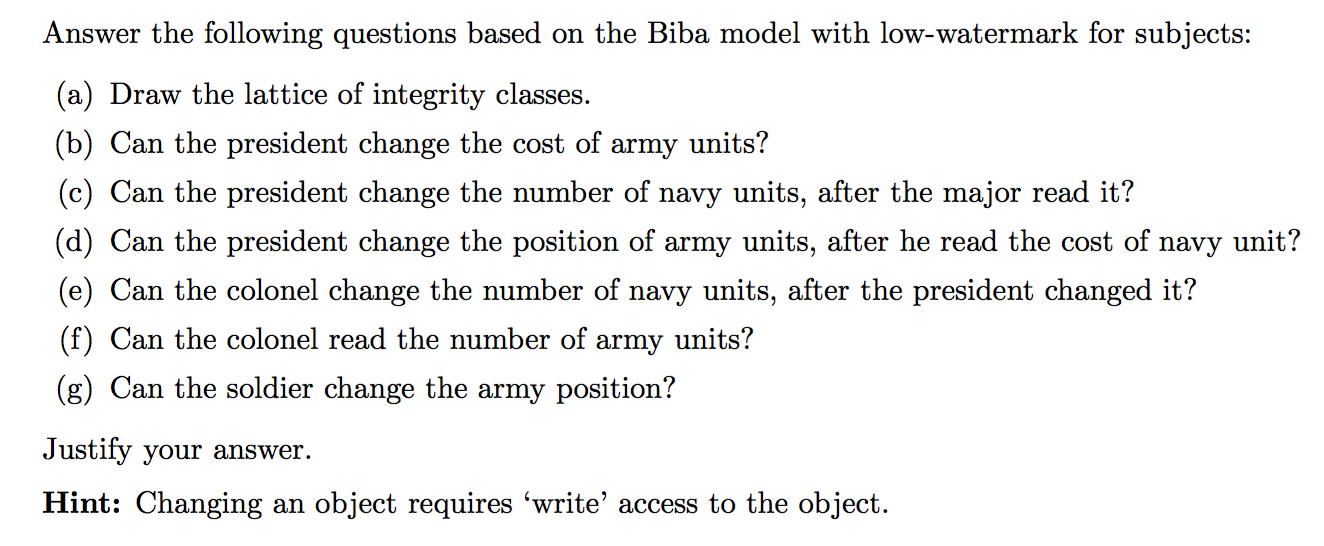 Answer the following questions based on the Biba model with low-watermark for subjects:
(a) Draw the lattice of integrity classes.
(b) Can the president change the cost of army units?
(c) Can the president change the number of navy units, after the major read it?
(d) Can the president change the position of army units, after he read the cost of navy unit?
(e) Can the colonel change the number of navy units, after the president changed it?
(f) Can the colonel read the number of army units?
(g) Can the soldier change the army position?
Justify your answer.
Hint: Changing an object requires ‘write’ access to the object.